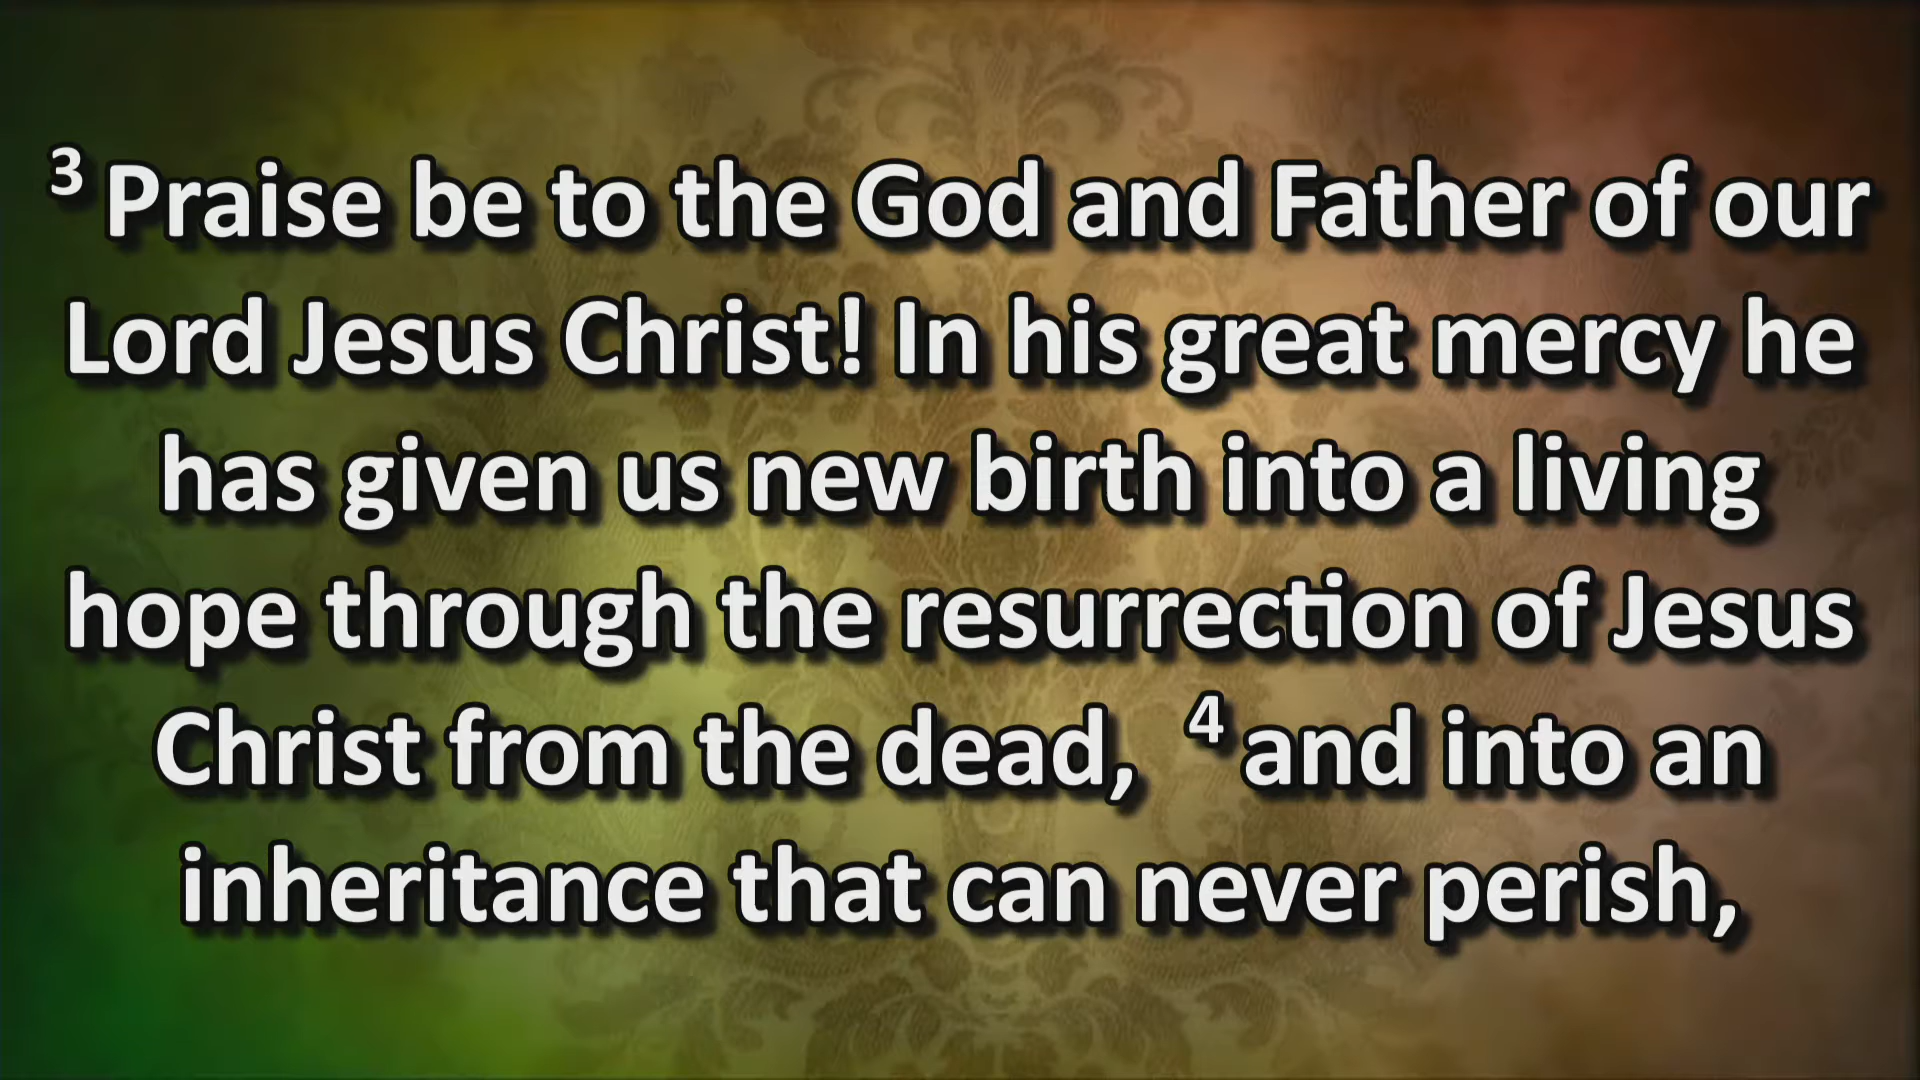 3 Praise be to the God and Father of our
Lord Jesus Christ! In his great mercy he
has given us new birth into a living
hope through the resurrection of Jesus
Christ from the dead, 4 and into an
inheritance that can never perish,